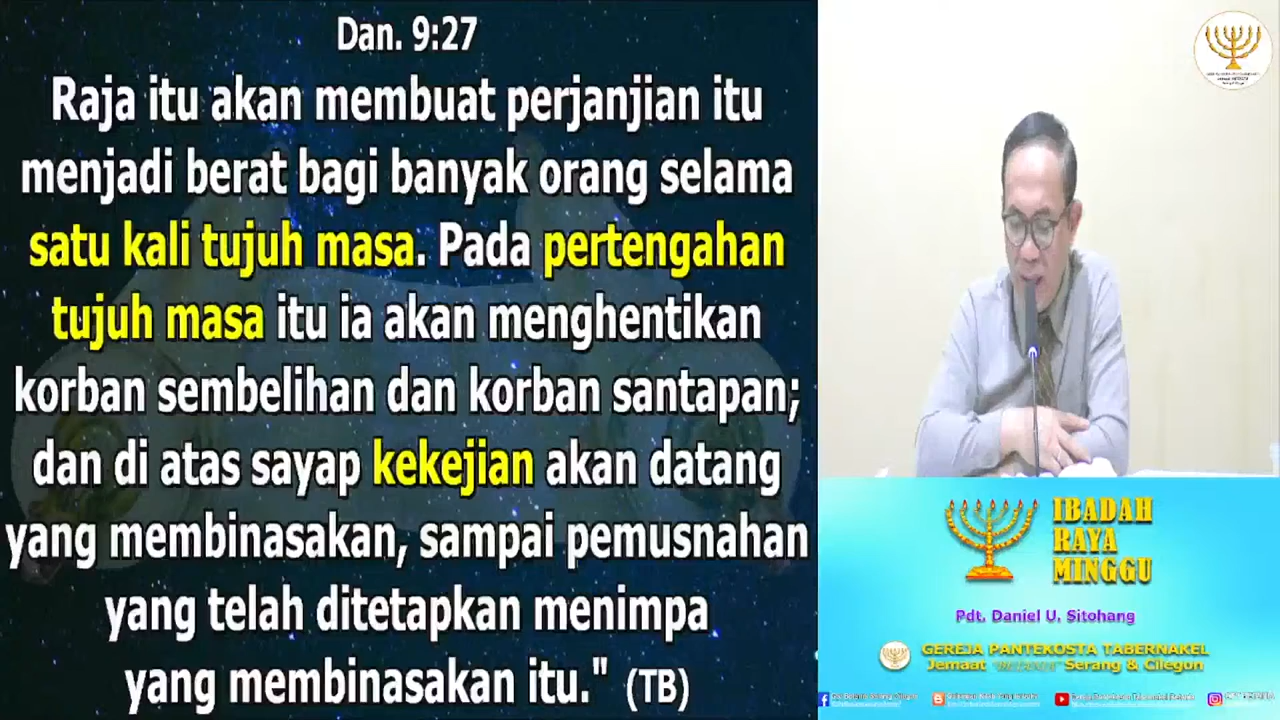 Dan. 9:27
Raja itu akan membuat perjanjian itu
menjadi berat bagi banyak orang selama
satu kali tujuh masa. Pada pertengahan
tujuh masa itu ia akan menghentikan
korban sembelihan dan korban santapan;
dan di atas sayap kekejian akan datang
yang membinasakan, sampai pemusnahan
yang telah ditetapkan menimpa
yang membinasakan itu." (TB)
IBADAH
RAYA
MINGGU
Pdt. Daniel U. Sitohang
GEREJA PANTEKOSTA TABERNAKEL
Jemaat Serang & Cilegon